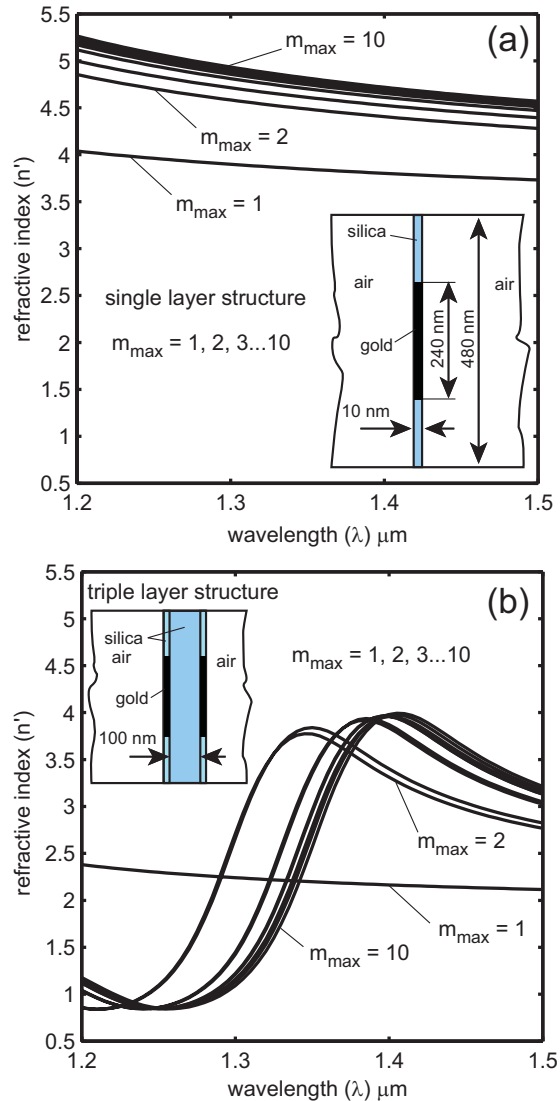 (a)
m_max = 10
m_max = 2
m_max = 1
single layer structure
m_max = 1, 2, 3...10
silica
air
air
gold
240 nm
480 nm
10 nm
refractive index (n')
5.5
5
4.5
4
3.5
3
2.5
2
1.5
1
0.5
1.2
1.3
1.4
1.5
wavelength (λ) μm
(b)
triple layer structure
silica
air
air
gold
100 nm
m_max = 1, 2, 3...10
m_max = 2
m_max = 1
m_max = 10
refractive index (n')
5.5
5
4.5
4
3.5
3
2.5
2
1.5
1
0.5
1.2
1.3
1.4
1.5
wavelength (λ) μm